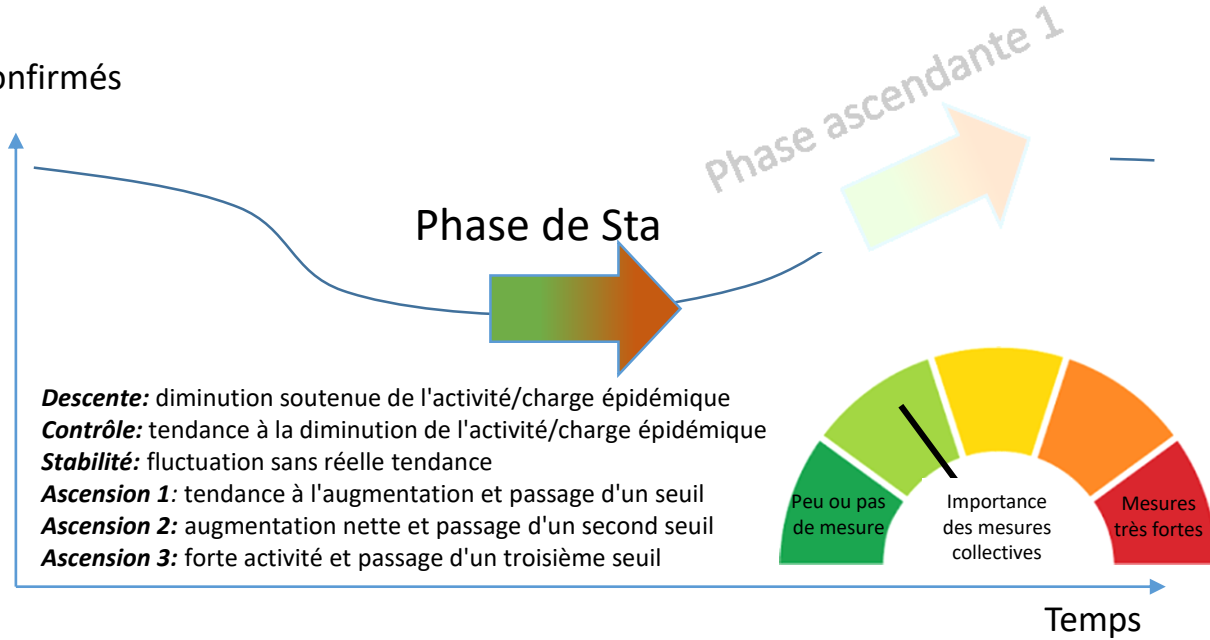 onfirmés
Phase ascendante 1
Phase de Sta
Descente: diminution soutenue de l'activité/charge épidémique
Contrôle: tendance à la diminution de l'activité/charge épidémique
Stabilité: fluctuation sans réelle tendance
Ascension 1: tendance à l'augmentation et passage d'un seuil
Ascension 2: augmentation nette et passage d'un second seuil
Ascension 3: forte activité et passage d'un troisième seuil
Peu ou pas
de mesure
Importance
des mesures
collectives
Mesures
très fortes
Temps